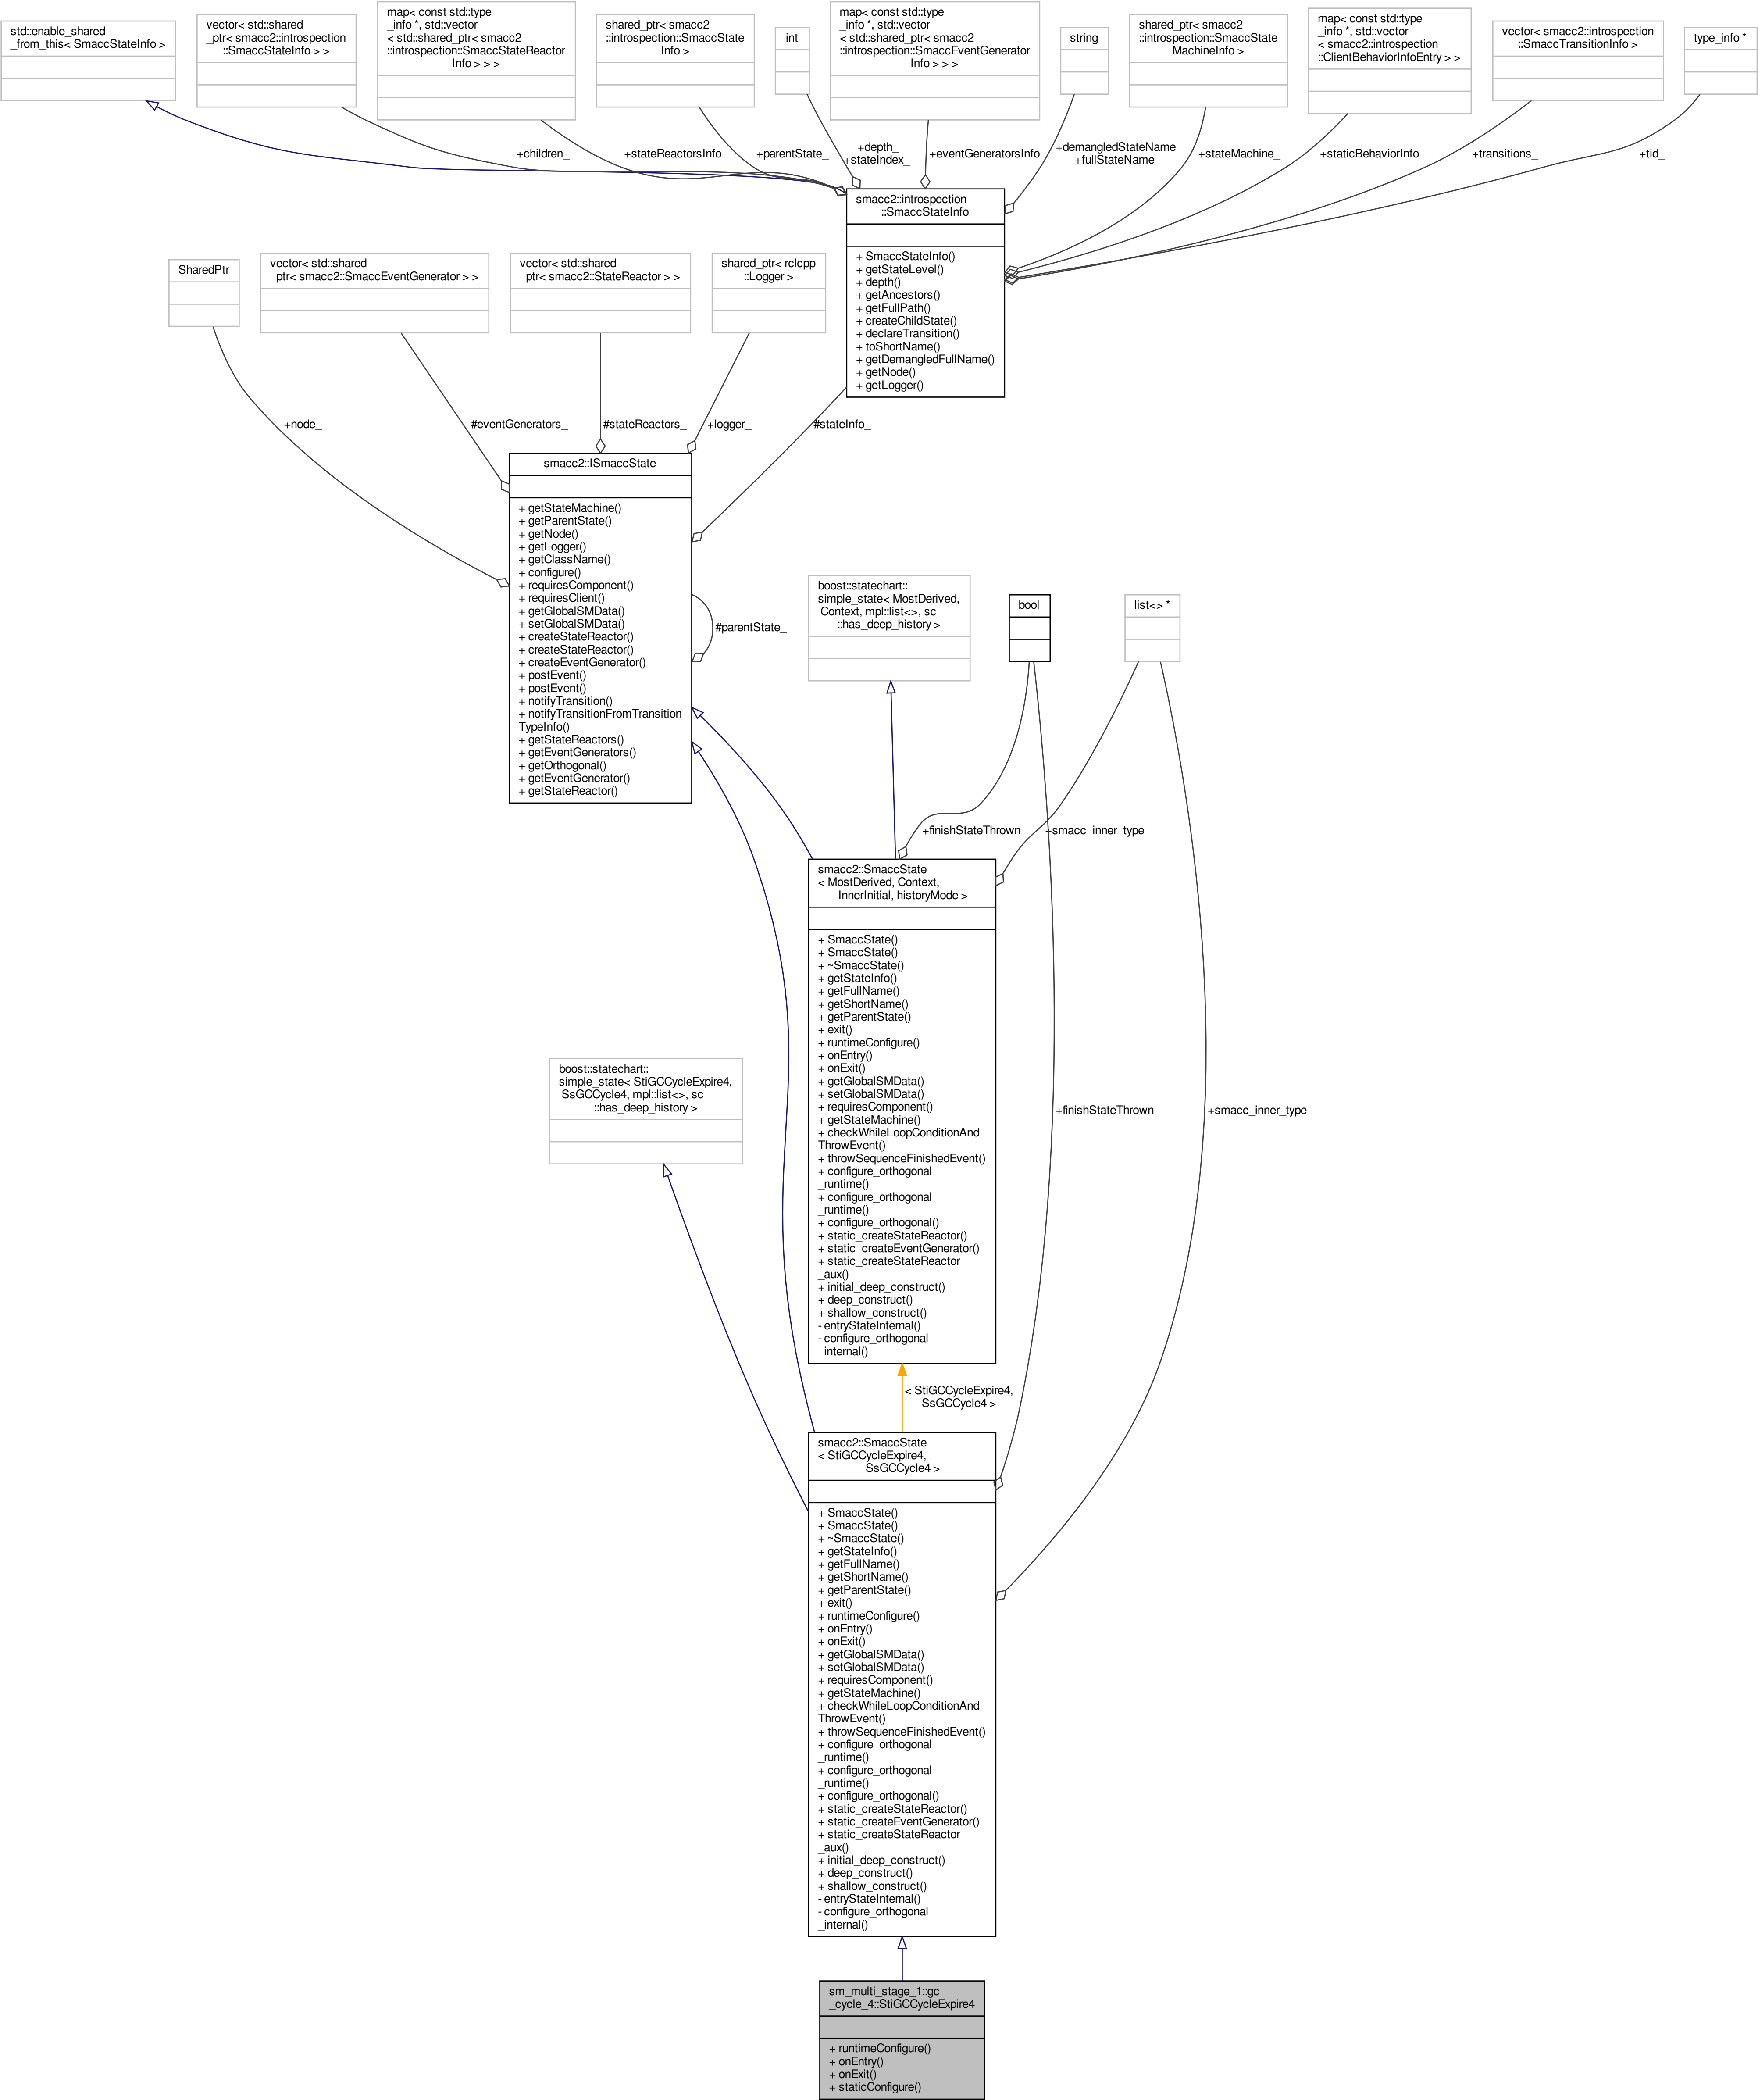 std::enable_shared
_from_this< SmaccStateInfo >
vector< std::shared
_ptr< smacc2::introspection
::SmaccStateInfo > >
map< const std::type
_info *, std::vector
< std::shared_ptr< smacc2
::introspection::SmaccStateReactor
Info > > >
shared_ptr< smacc2
::introspection::SmaccState
Info >
int
map< const std::type
_info *, std::vector
< std::shared_ptr< smacc2
::introspection::SmaccEventGenerator
Info > > >
string
shared_ptr< smacc2
::introspection::SmaccState
MachineInfo >
map< const std::type
_info *, std::vector
< smacc2::introspection
::ClientBehaviorInfoEntry > >
vector< smacc2::introspection
::SmaccTransitionInfo >
type_info *
+children_
+stateReactorsInfo
+parentState_
+depth_
+stateIndex_
+eventGeneratorsInfo
+demangledStateName
+fullStateName
+stateMachine_
+staticBehaviorInfo
+transitions_
+tid_
smacc2::introspection
::SmaccStateInfo
+ SmaccStateInfo()
+ getStateLevel()
+ depth()
+ getAncestors()
+ getFullPath()
+ createChildState()
+ declareTransition()
+ toShortName()
+ getDemangledFullName()
+ getNode()
+ getLogger()
SharedPtr
vector< std::shared
_ptr< smacc2::SmaccEventGenerator > >
vector< std::shared
_ptr< smacc2::StateReactor > >
shared_ptr< rclcpp
::Logger >
+node_
#eventGenerators_
#stateReactors_
+logger_
#stateInfo_
smacc2::ISmaccState
+ getStateMachine()
+ getParentState()
+ getNode()
+ getLogger()
+ getClassName()
+ configure()
+ requiresComponent()
+ requiresClient()
+ getGlobalSMData()
+ setGlobalSMData()
+ createStateReactor()
+ createStateReactor()
+ createEventGenerator()
+ postEvent()
+ postEvent()
+ notifyTransition()
+ notifyTransitionFromTransition
TypeInfo()
+ getStateReactors()
+ getEventGenerators()
+ getOrthogonal()
+ getEventGenerator()
+ getStateReactor()
#parentState_
boost::statechart::
simple_state< MostDerived,
Context, mpl::list<>, sc
::has_deep_history >
bool
list<> *
+finishStateThrown
+smacc_inner_type
smacc2::SmaccState
< MostDerived, Context,
InnerInitial, historyMode >
+ SmaccState()
+ SmaccState()
+ ~SmaccState()
+ getStateInfo()
+ getFullName()
+ getShortName()
+ getParentState()
+ exit()
+ runtimeConfigure()
+ onEntry()
+ onExit()
+ getGlobalSMData()
+ setGlobalSMData()
+ requiresComponent()
+ getStateMachine()
+ checkWhileLoopConditionAnd
ThrowEvent()
+ throwSequenceFinishedEvent()
+ configure_orthogonal
_runtime()
+ configure_orthogonal
_runtime()
+ configure_orthogonal()
+ static_createStateReactor()
+ static_createEventGenerator()
+ static_createStateReactor
_aux()
+ initial_deep_construct()
+ deep_construct()
+ shallow_construct()
- entryStateInternal()
- configure_orthogonal
_internal()
boost::statechart::
simple_state< StiGCCycleExpire4,
SsGCCycle4, mpl::list<>, sc
::has_deep_history >
+finishStateThrown
+smacc_inner_type
< StiGCCycleExpire4,
SsGCCycle4 >
smacc2::SmaccState
< StiGCCycleExpire4,
SsGCCycle4 >
+ SmaccState()
+ SmaccState()
+ ~SmaccState()
+ getStateInfo()
+ getFullName()
+ getShortName()
+ getParentState()
+ exit()
+ runtimeConfigure()
+ onEntry()
+ onExit()
+ getGlobalSMData()
+ setGlobalSMData()
+ requiresComponent()
+ getStateMachine()
+ checkWhileLoopConditionAnd
ThrowEvent()
+ throwSequenceFinishedEvent()
+ configure_orthogonal
_runtime()
+ configure_orthogonal
_runtime()
+ configure_orthogonal()
+ static_createStateReactor()
+ static_createEventGenerator()
+ static_createStateReactor
_aux()
+ initial_deep_construct()
+ deep_construct()
+ shallow_construct()
- entryStateInternal()
- configure_orthogonal
_internal()
sm_multi_stage_1::gc
_cycle_4::StiGCCycleExpire4
+ runtimeConfigure()
+ onEntry()
+ onExit()
+ staticConfigure()